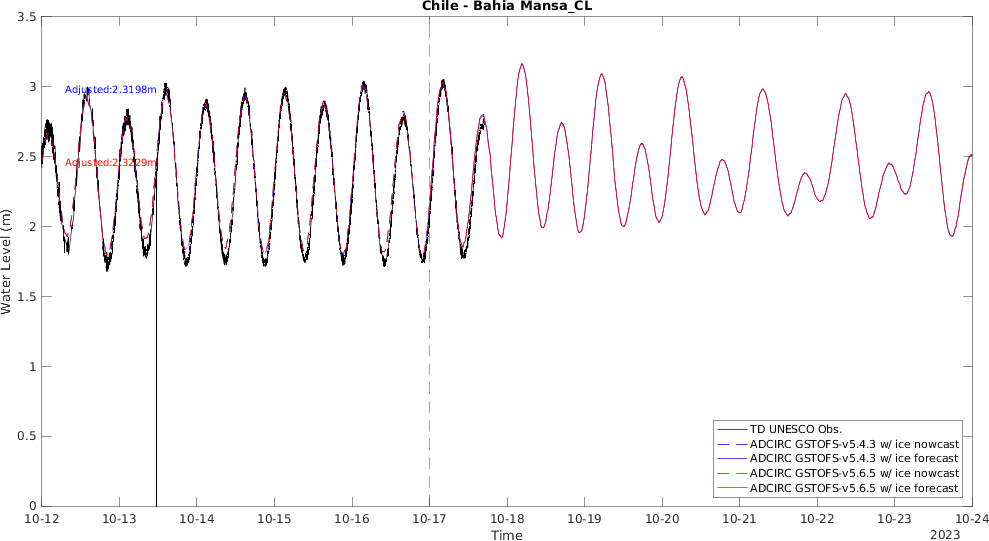 Chile - Bahia Mansa_CL
Water Level (m)
3.5
3
2.5
2
1.5
1
0.5
0
Adjusted:2.3198m
Adjusted:2.3229m
TD UNESCO Obs.
ADCIRC GSTOFS-v5.4.3 w/ ice nowcast
ADCIRC GSTOFS-v5.4.3 w/ ice forecast
ADCIRC GSTOFS-v5.6.5 w/ ice nowcast
ADCIRC GSTOFS-v5.6.5 w/ ice forecast
10-12 10-13 10-14 10-15 10-16 10-17 10-18 10-19 10-20 10-21 10-22 10-23 10-24
Time
2023